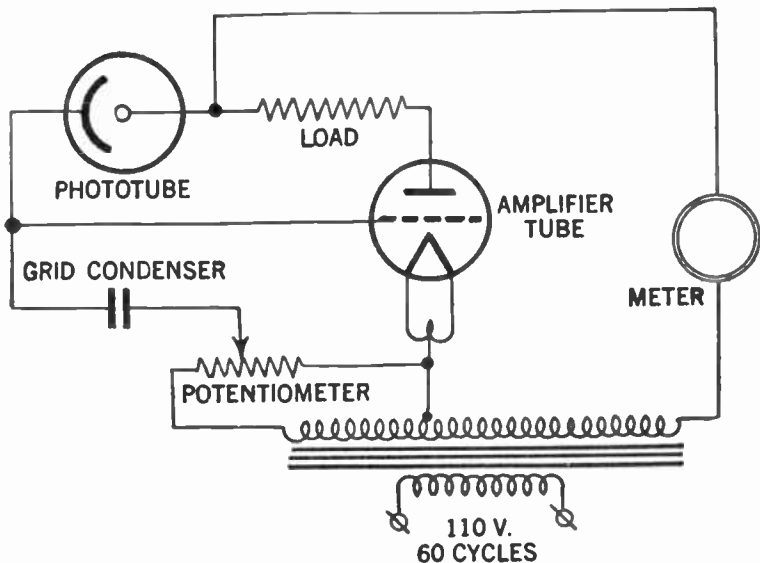 LOAD
PHOTOTUBE
AMPLIFIER
TUBE
GRID CONDENSER
METER
POTENTIOMETER
110 V.
60 CYCLES